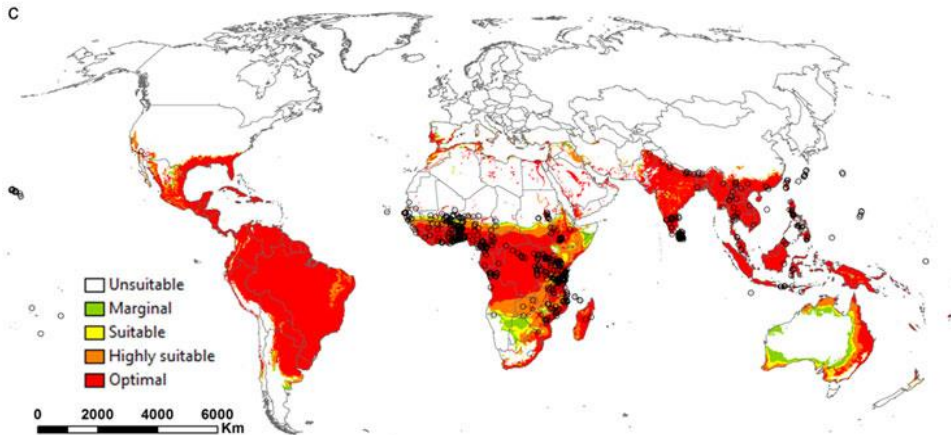 C
Unsuitable
Marginal
Suitable
Highly suitable
Optimal
0 2000 4000 6000
Km